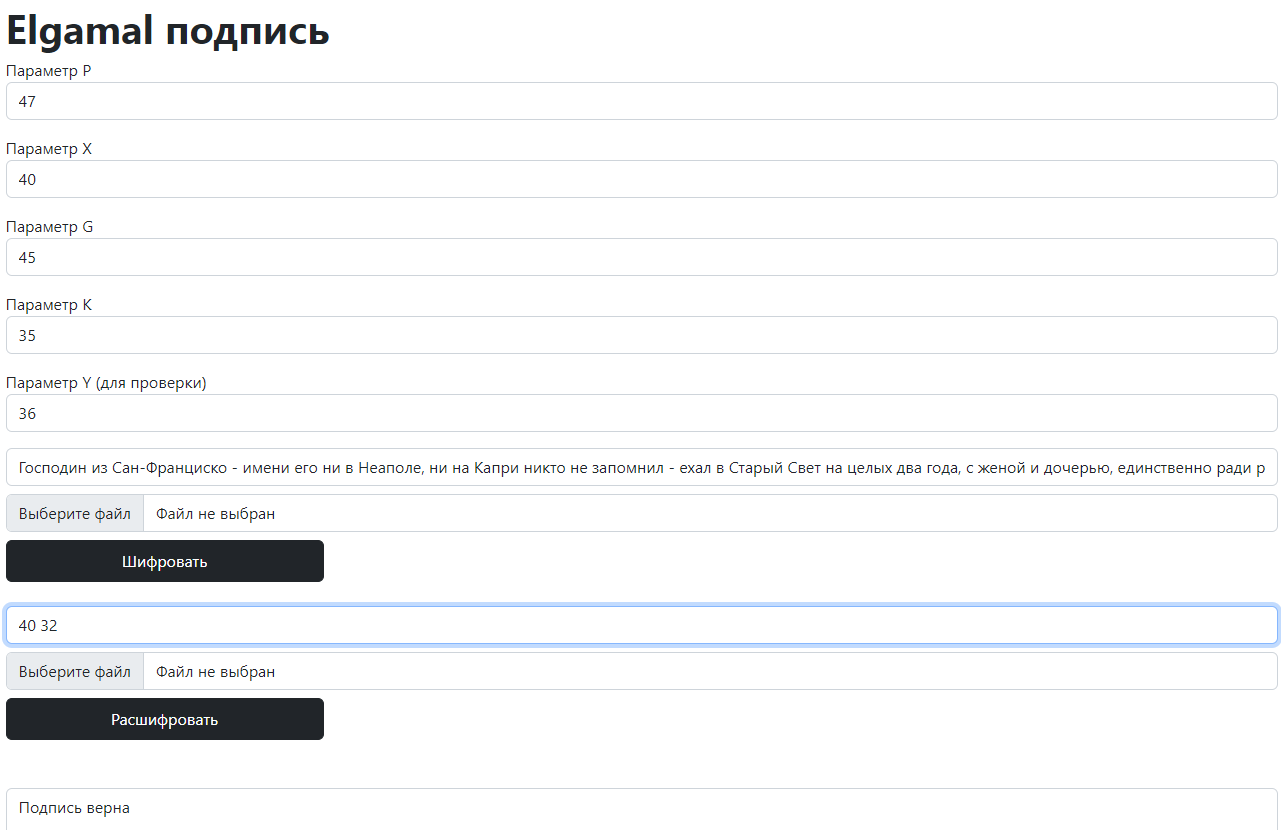 Elgamal подпись
Параметр P
47
Параметр X
40
Параметр G
45
Параметр K
35
Параметр Y (для проверки)
36
Господин из Сан-Франциско - имени его ни в Неаполе, ни на Капри никто не запомнил - ехал в Старый Свет на целых два года, с женой и дочерью, единственно ради р
Выберите файл Файл не выбран
Шифровать
40 32
Выберите файл Файл не выбран
Расшифровать
Подпись верна